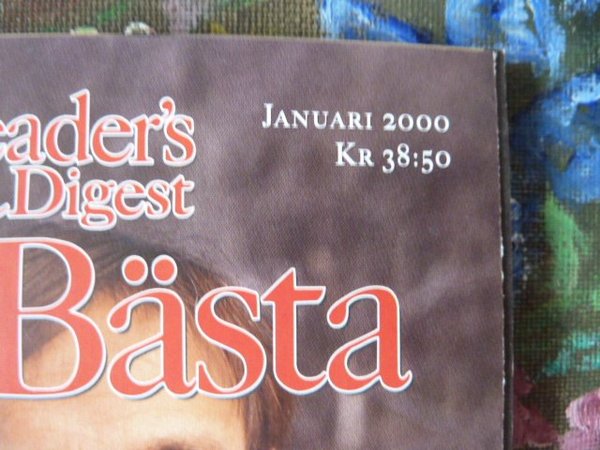 eader's
Digest
JANUARI 2000
KR 38:50
Bästa